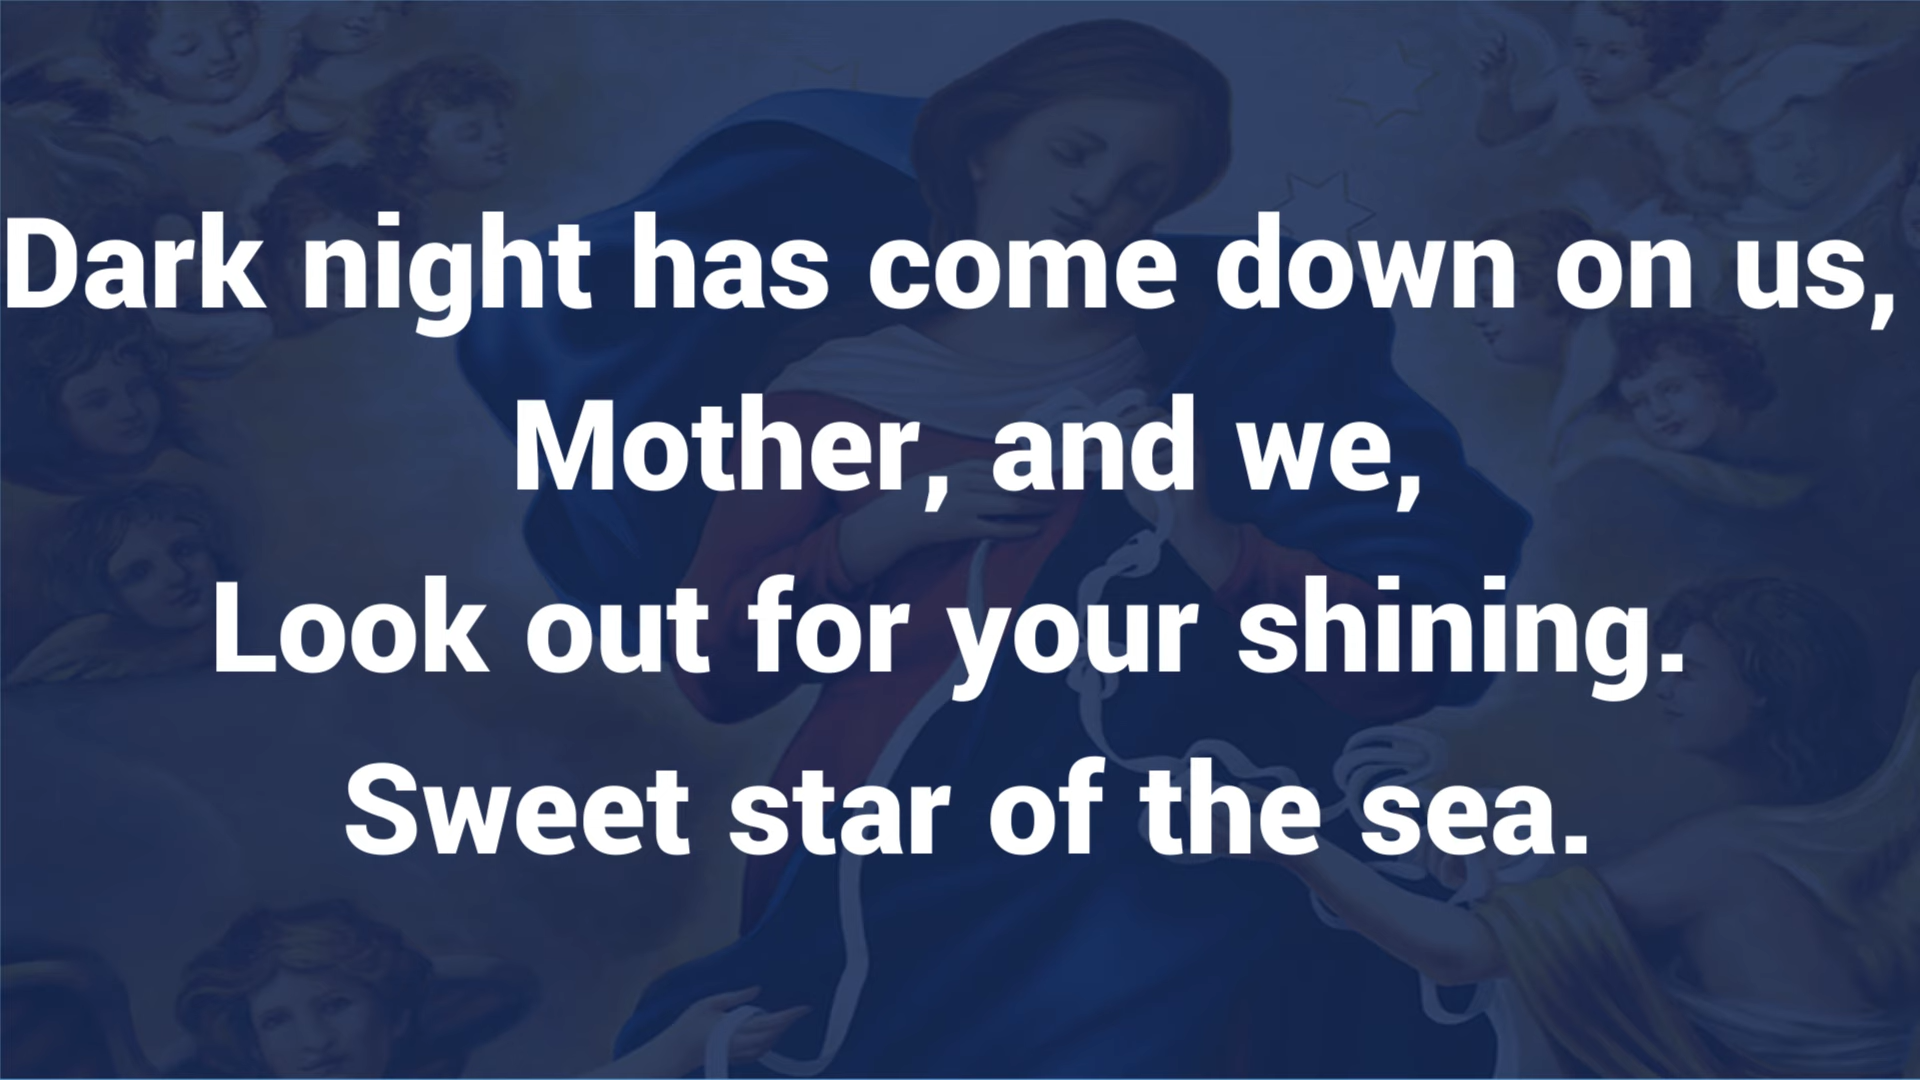 Dark night has come down on us,
Mother, and we,
Look out for your shining.
Sweet star of the sea.